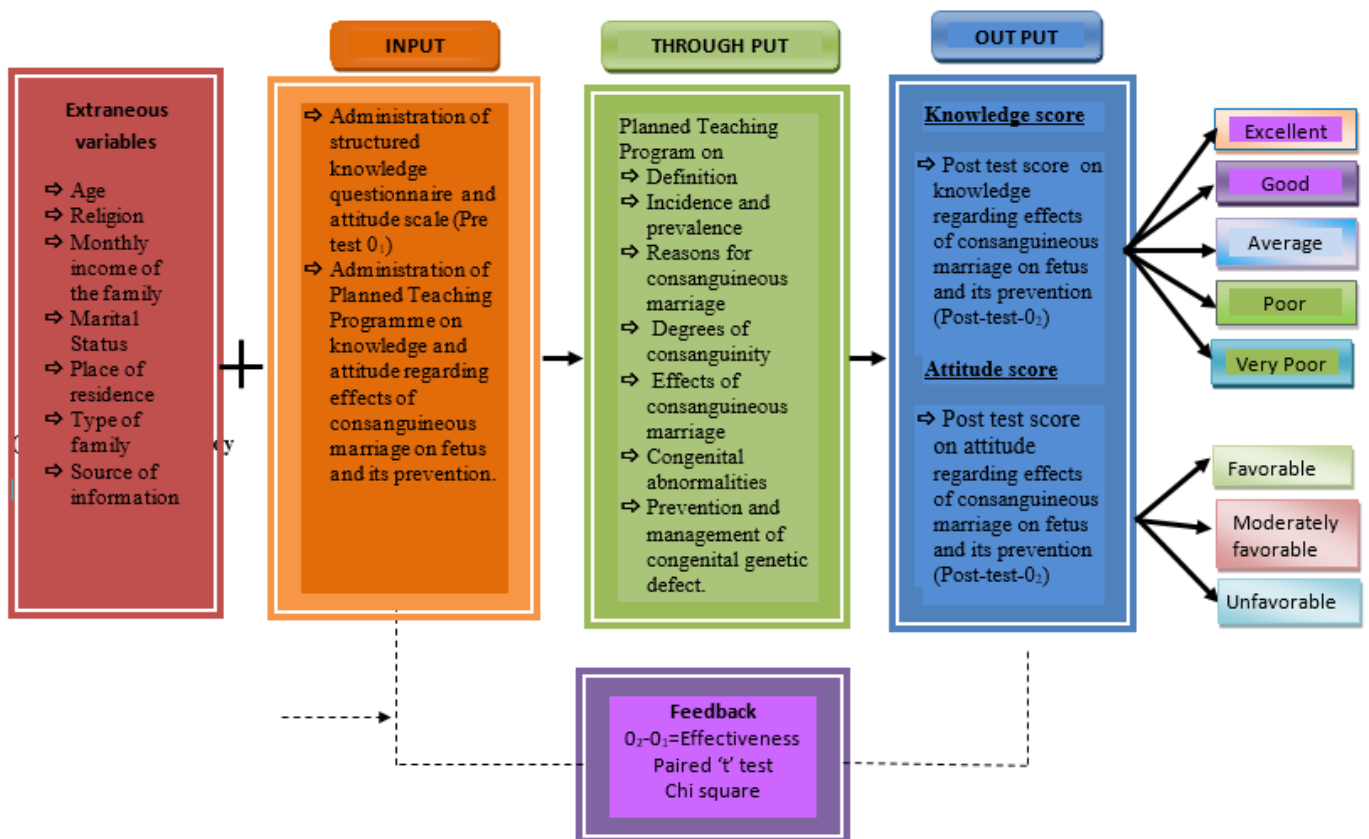 INPUT
THROUGH PUT
OUT PUT
Extraneous
variables
⇨ Age
⇨ Religion
⇨ Monthly
income of
the family
⇨ Marital
Status
⇨ Place of
residence
⇨ Type of
family
⇨ Source of
information
+
⇨ Administration of
structured
knowledge
questionnaire and
attitude scale (Pre
test 0₁)
⇨ Administration of
Planned Teaching
Programme on
knowledge and
attitude regarding
effects of
consanguineous
marriage on fetus
and its prevention.
Planned Teaching
Program on
⇨ Definition
⇨ Incidence and
prevalence
⇨ Reasons for
consanguineous
marriage
⇨ Degrees of
consanguinity
⇨ Effects of
consanguineous
marriage
⇨ Congenital
abnormalities
⇨ Prevention and
management of
congenital genetic
defect.
Knowledge score
⇨ Post test score on
knowledge
regarding effects
of consanguineous
marriage on fetus
and its prevention
(Post-test-0₂)
Attitude score
⇨ Post test score
on attitude
regarding effects
of consanguineous
marriage on fetus
and its prevention
(Post-test-0₂)
Excellent
Good
Average
Poor
Very Poor
Favorable
Moderately
favorable
Unfavorable
Feedback
0₂-0₁=Effectiveness
Paired ‘t’ test
Chi square